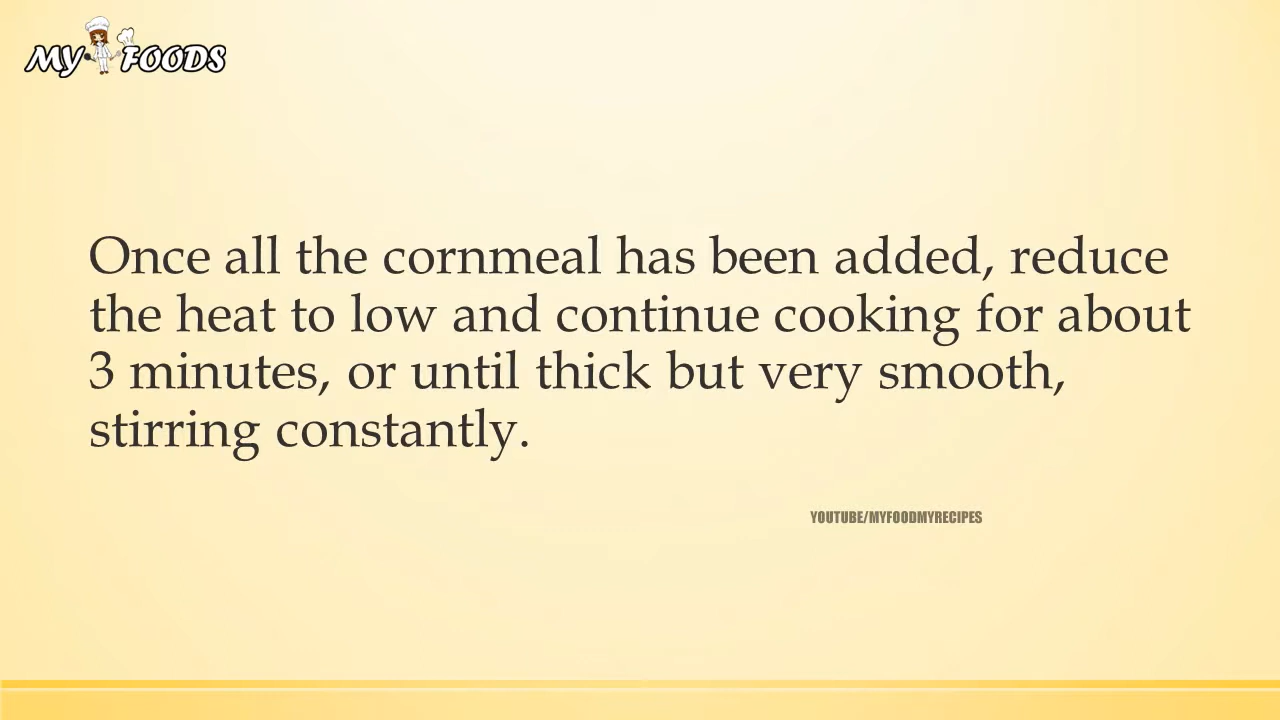 MY FOODS
Once all the cornmeal has been added, reduce
the heat to low and continue cooking for about
3 minutes, or until thick but very smooth,
stirring constantly.
YOUTUBE/MYFOODMYRECIPES